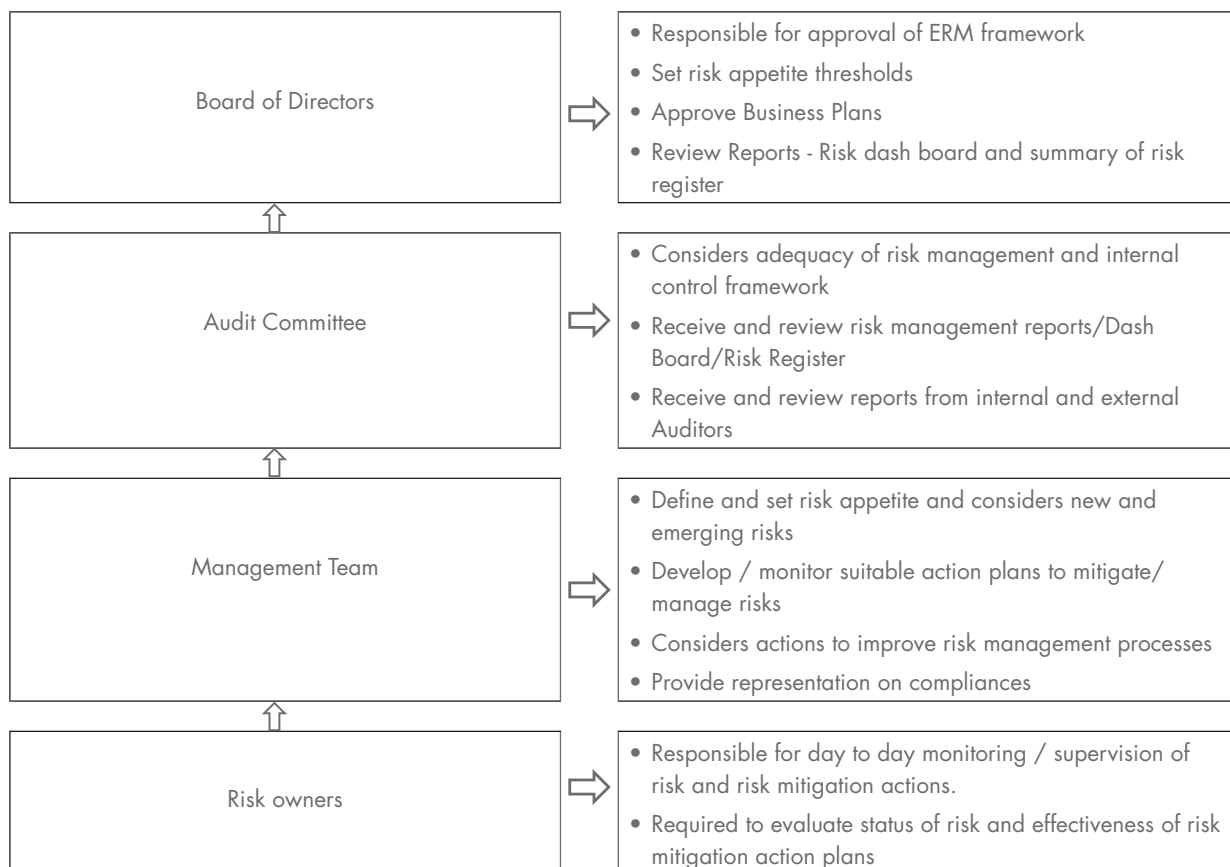 Board of Directors
• Responsible for approval of ERM framework
• Set risk appetite thresholds
• Approve Business Plans
• Review Reports - Risk dash board and summary of risk
register
Audit Committee
• Considers adequacy of risk management and internal
control framework
• Receive and review risk management reports/Dash
Board/Risk Register
• Receive and review reports from internal and external
Auditors
Management Team
• Define and set risk appetite and considers new and
emerging risks
• Develop / monitor suitable action plans to mitigate/
manage risks
• Considers actions to improve risk management processes
• Provide representation on compliances
Risk owners
• Responsible for day to day monitoring / supervision of
risk and risk mitigation actions.
• Required to evaluate status of risk and effectiveness of risk
mitigation action plans